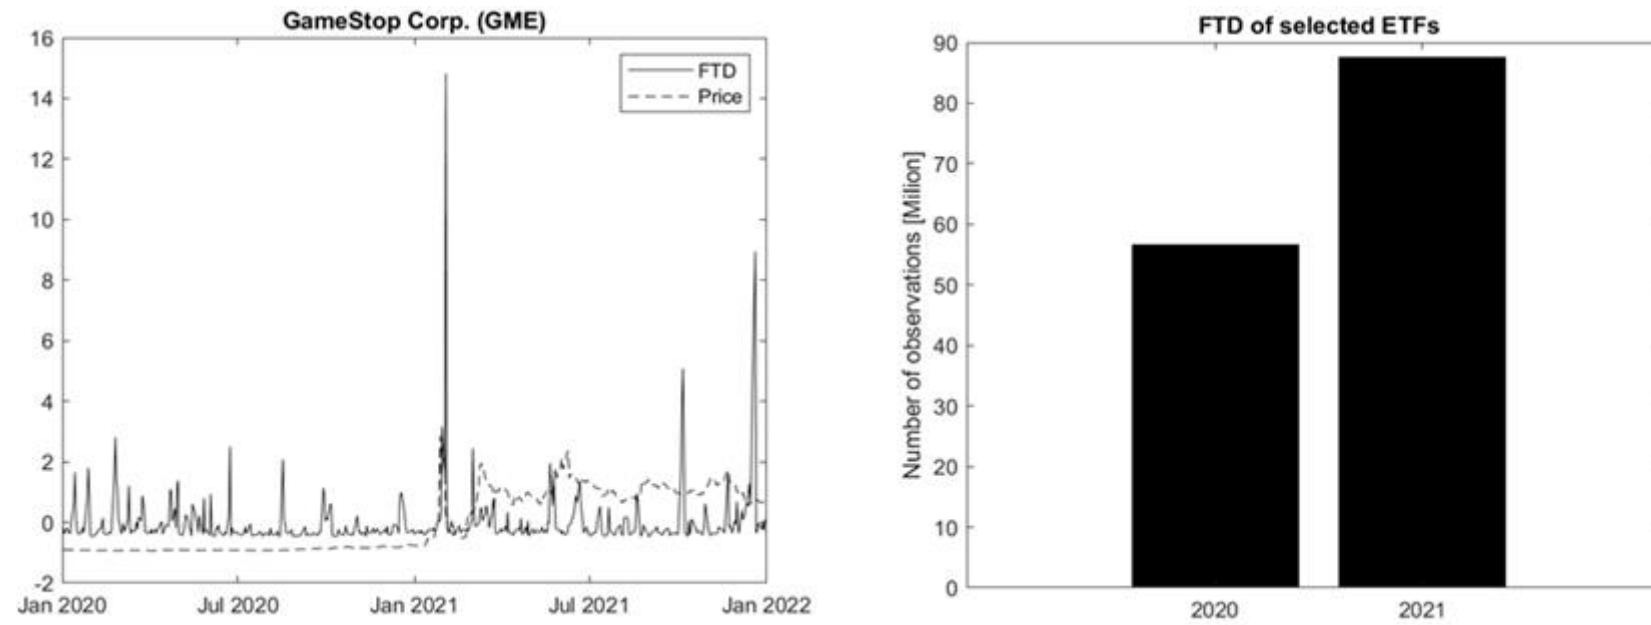 GameStop Corp. (GME)
16
14
12
10
8
6
4
2
0
-2
FTD
Price
Jan 2020
Jul 2020
Jan 2021
Jul 2021
Jan 2022
FTD of selected ETFs
Number of observations [Milion]
90
80
70
60
50
40
30
20
10
0
2020
2021